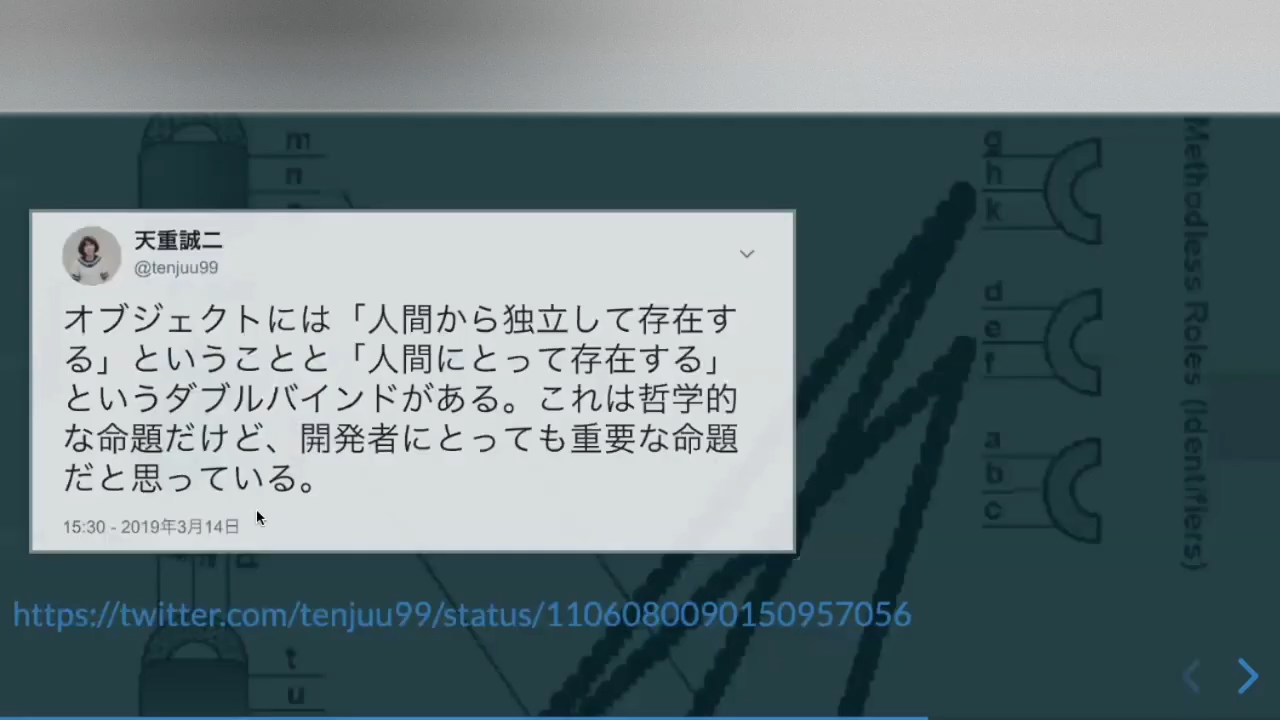 m
n
天重誠二
@tenjuu99
オブジェクトには「人間から独立して存在す
る」ということと「人間にとって存在する」
というダブルバインドがある。これは哲学的
な命題だけど、開発者にとっても重要な命題
だと思っている。
15:30 - 2019年3月14日
https://twitter.com/tenjuu99/status/1106080090150957056
t
u
g
h
k
d
e
f
a
b
c
Methodless Roles (Identifiers)